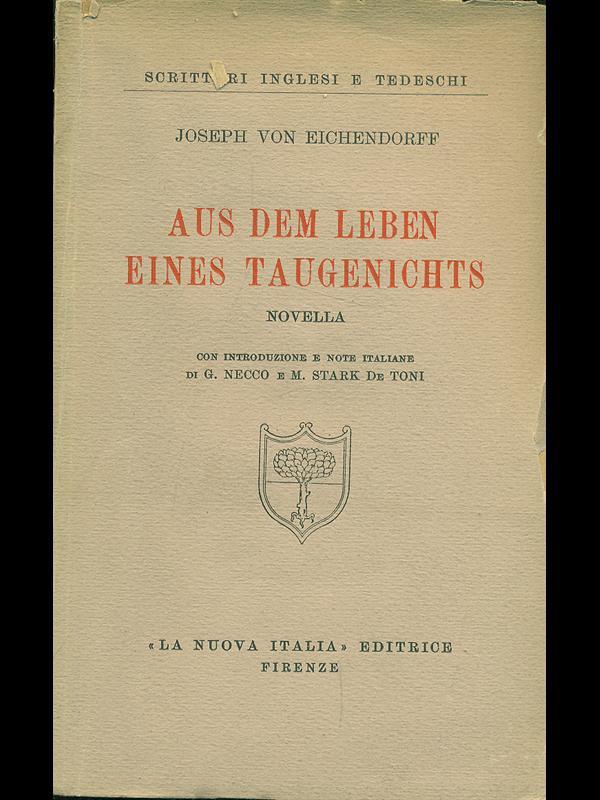 SCRITTORI INGLESI E TEDESCHI
JOSEPH VON EICHENDORFF
AUS DEM LEBEN
EINES TAUGENICHTS
NOVELLA
CON INTRODUZIONE E NOTE ITALIANE
DI G. NECCO E M. STARK De TONI
«LA NUOVA ITALIA» EDITRICE
FIRENZE